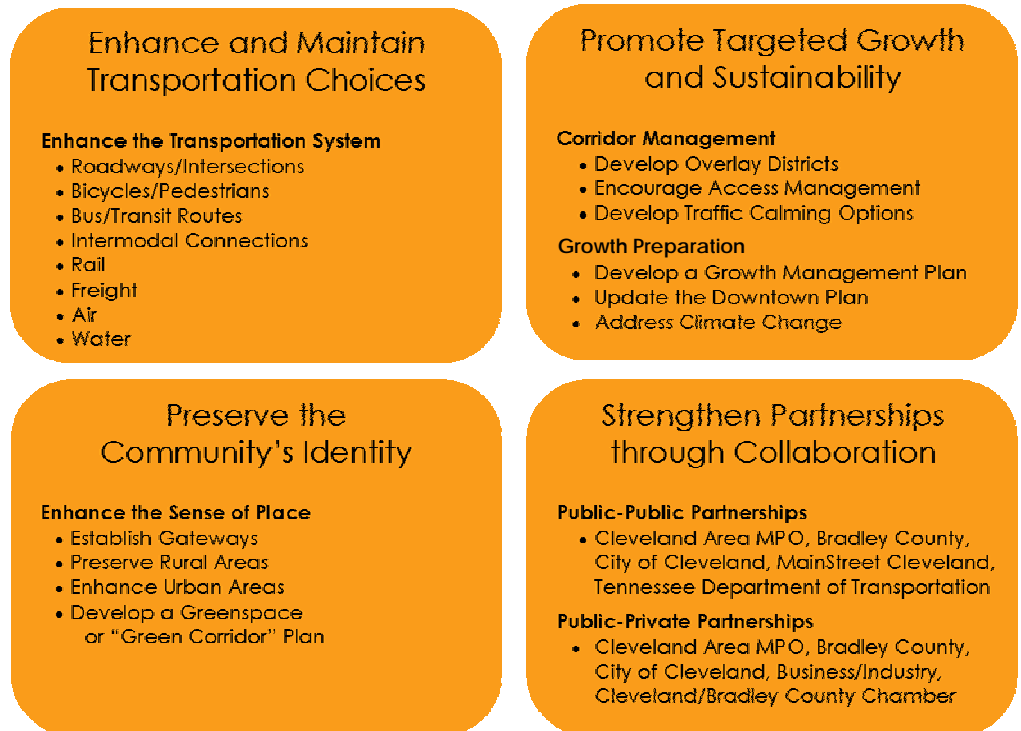 Enhance and Maintain
Transportation Choices
Enhance the Transportation System
• Roadways/Intersections
• Bicycles/Pedestrians
• Bus/Transit Routes
• Intermodal Connections
• Rail
• Freight
• Air
• Water
Promote Targeted Growth
and Sustainability
Corridor Management
• Develop Overlay Districts
• Encourage Access Management
• Develop Traffic Calming Options
Growth Preparation
• Develop a Growth Management Plan
• Update the Downtown Plan
• Address Climate Change
Preserve the
Community’s Identity
Enhance the Sense of Place
• Establish Gateways
• Preserve Rural Areas
• Enhance Urban Areas
• Develop a Greenspace
or “Green Corridor” Plan
Strengthen Partnerships
through Collaboration
Public-Public Partnerships
• Cleveland Area MPO, Bradley County,
City of Cleveland, MainStreet Cleveland,
Tennessee Department of Transportation
Public-Private Partnerships
• Cleveland Area MPO, Bradley County,
City of Cleveland, Business/Industry,
Cleveland/Bradley County Chamber